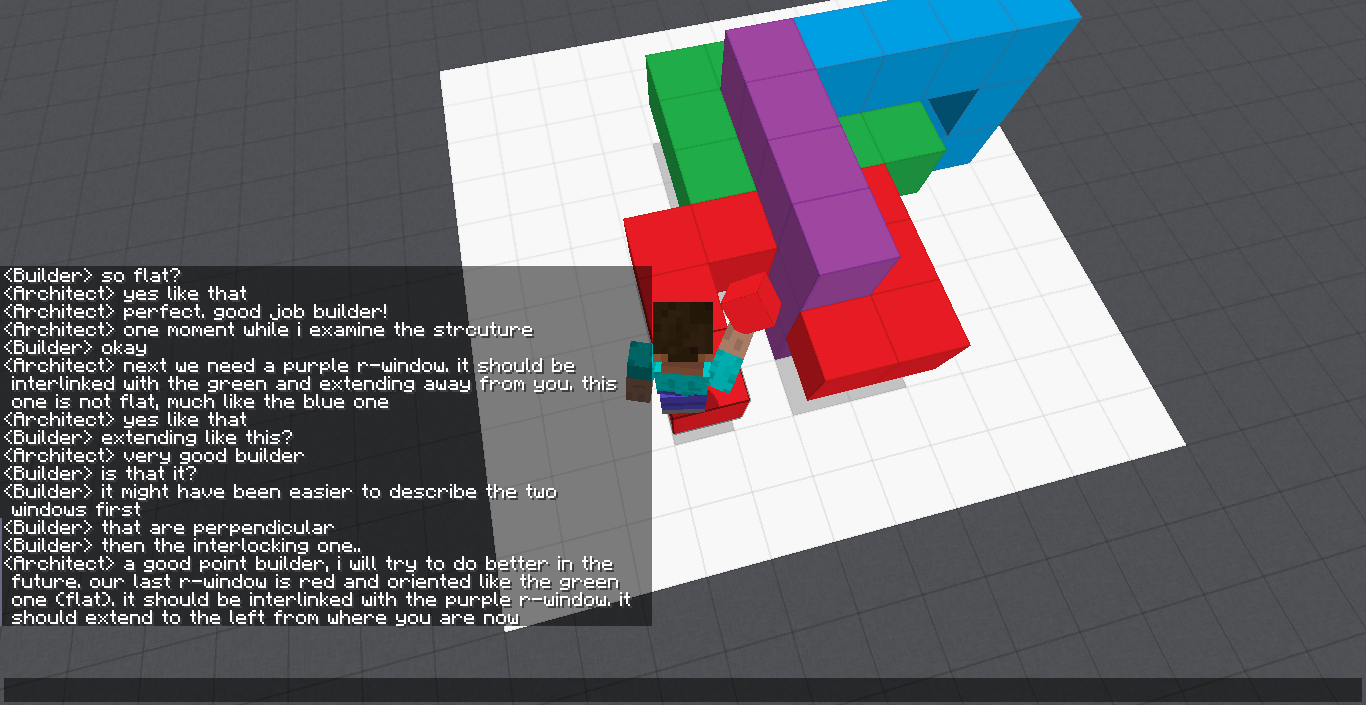 <Builder> so flat?
<Architect> yes like that
<Architect> perfect. good job builder!
<Architect> one moment while i examine the strcuture
<Builder> okay
<Architect> next we need a purple r-window. it should be
interlinked with the green and extending away from you. this
one is not flat, much like the blue one
<Architect> yes like that
<Builder> extending like this?
<Architect> very good builder
<Builder> is that it?
<Builder> it might have been easier to describe the two
windows first
<Builder> that are perpendicular
<Builder> then the interlocking one..
<Architect> a good point builder, i will try to do better in the
future. our last r-window is red and oriented like the green
one (flat). it should be interlinked with the purple r-window. it
should extend to the left from where you are now